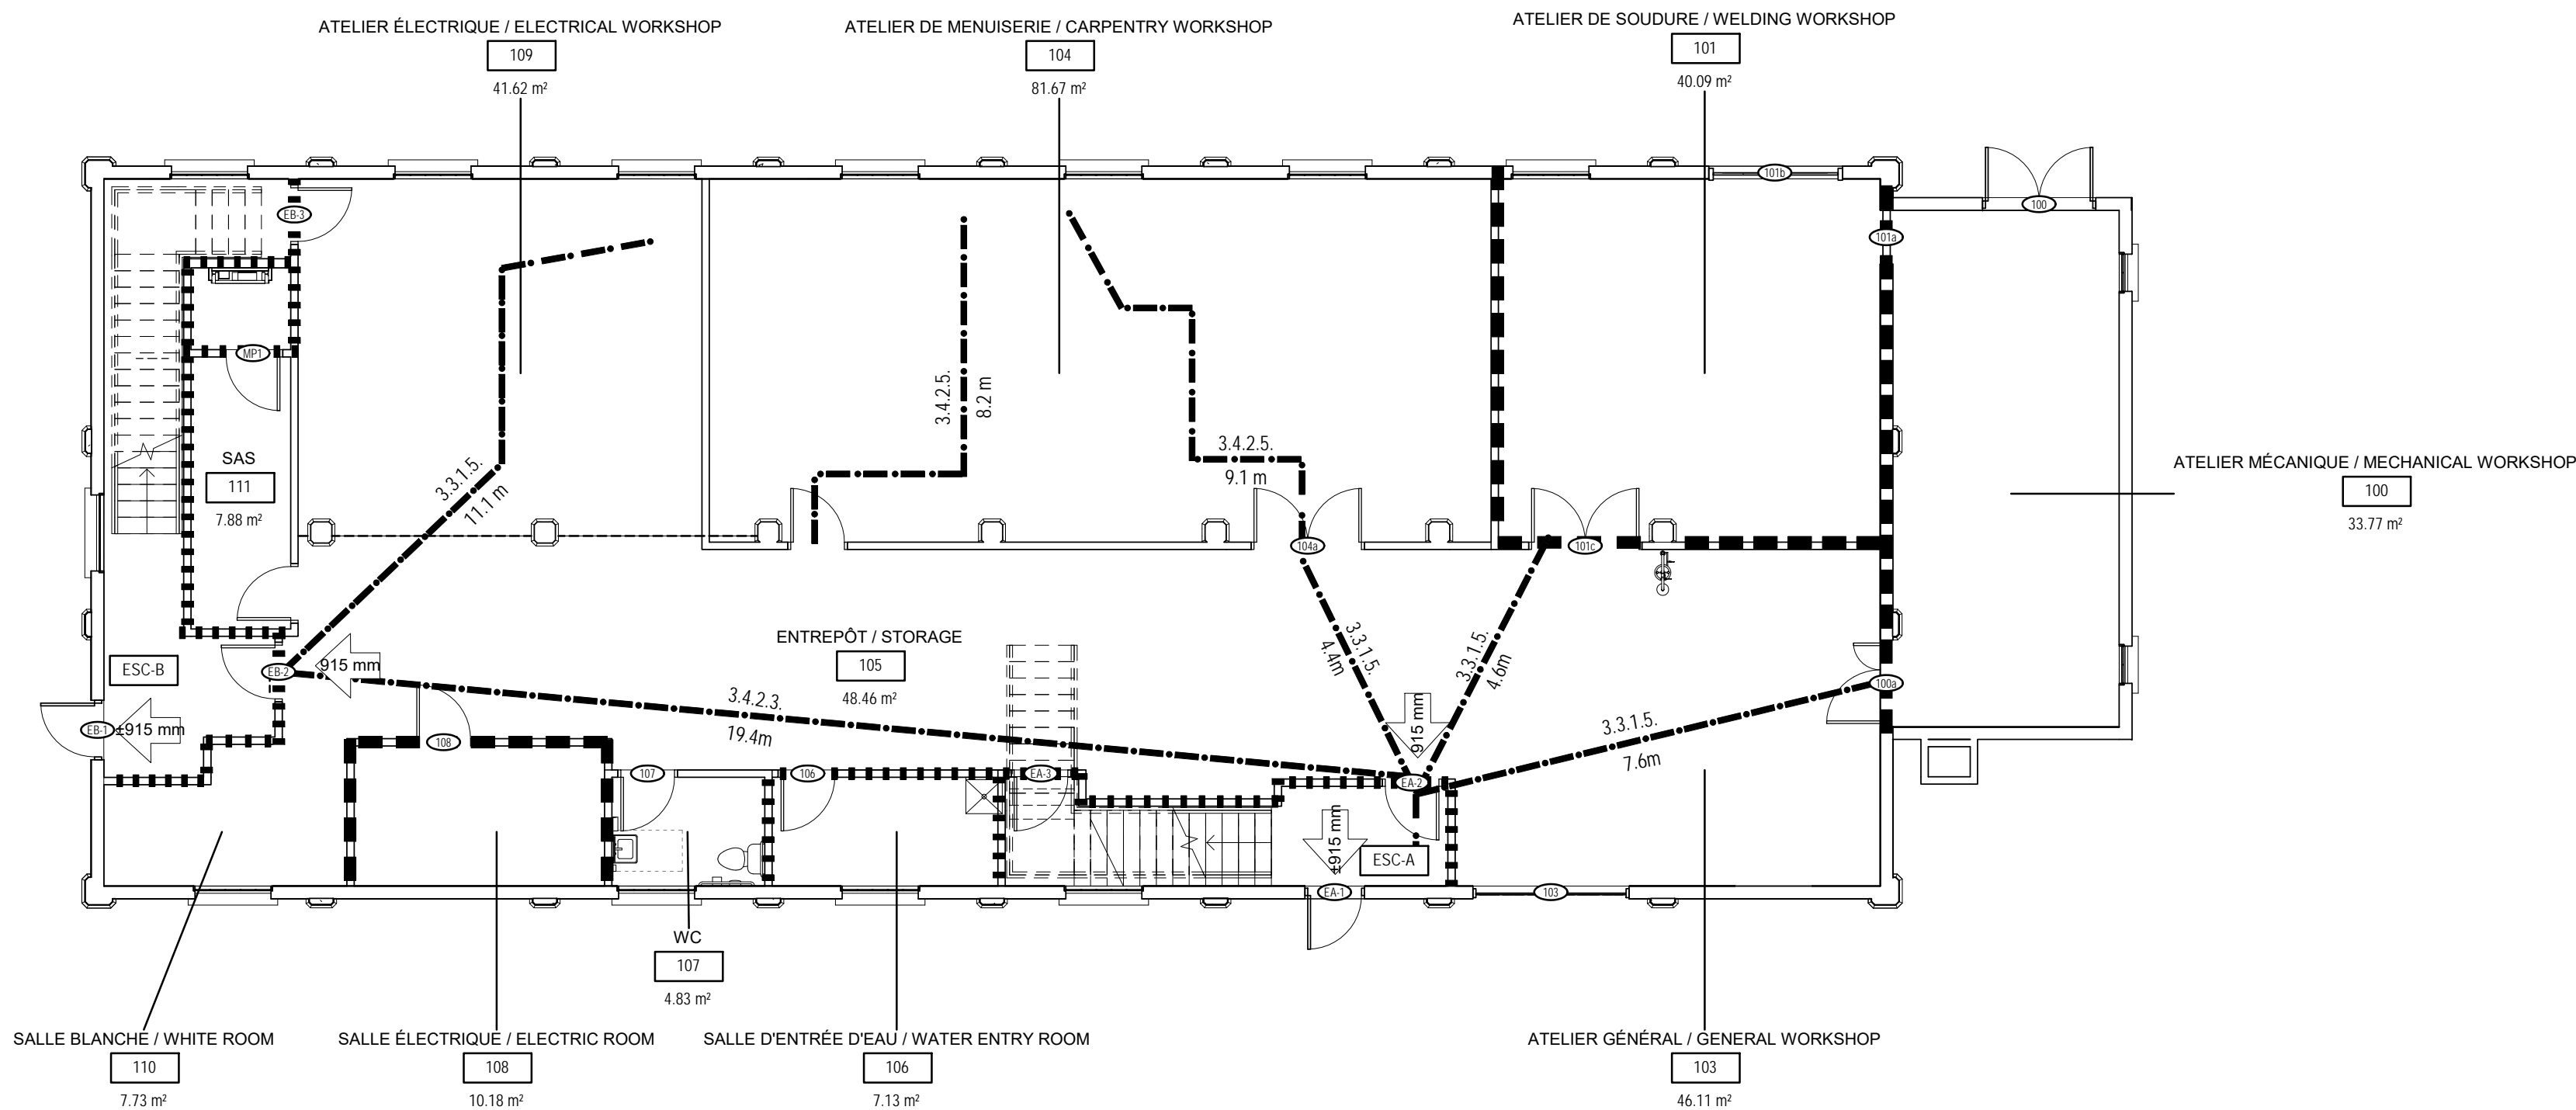 ATELIER ÉLECTRIQUE / ELECTRICAL WORKSHOP
109
41.62 m²
ATELIER DE MENUISERIE / CARPENTRY WORKSHOP
104
81.67 m²
ATELIER DE SOUDURE / WELDING WORKSHOP
101
40.09 m²
101b
100
EB-3
101a
MP1
3.4.2.5.
8.2 m
3.4.2.5.
9.1 m
3.3.1.5.
11.1 m
SAS
111
7.88 m²
ATELIER MÉCANIQUE / MECHANICAL WORKSHOP
100
33.77 m²
104a
101c
ENTREPÔT / STORAGE
105
48.46 m²
3.3.1.5.
4.4m
3.3.1.5.
4.6m
ESC-B
EB-2
915 mm
100a
3.4.2.3.
19.4m
915 mm
3.3.1.5.
7.6m
EB-1
±915 mm
108
107
106
EA-3
EA-2
±915 mm
ESC-A
EA-1
103
WC
107
4.83 m²
SALLE BLANCHE / WHITE ROOM
110
7.73 m²
SALLE ÉLECTRIQUE / ELECTRIC ROOM
108
10.18 m²
SALLE D'ENTRÉE D'EAU / WATER ENTRY ROOM
106
7.13 m²
ATELIER GÉNÉRAL / GENERAL WORKSHOP
103
46.11 m²